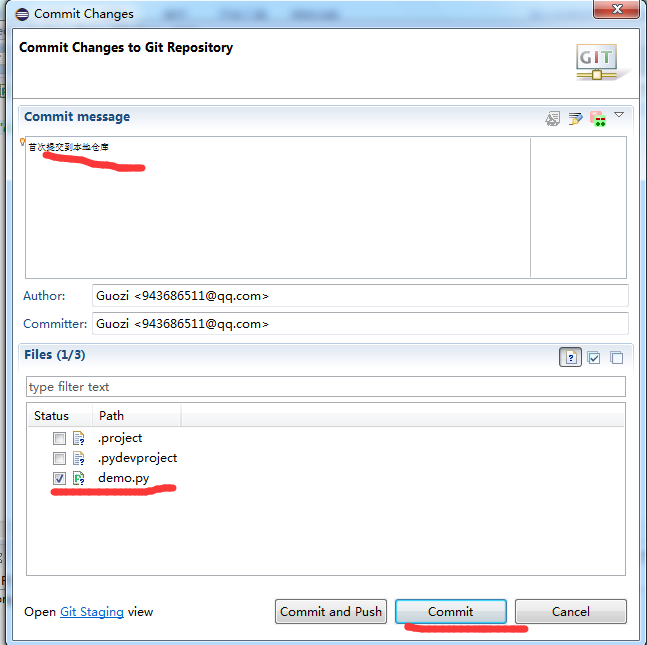 Commit Changes
Commit Changes to Git Repository
GIT
Commit message
首次提交到本地仓库
Author: Guozi <943686511@qq.com>
Committer: Guozi <943686511@qq.com>
Files (1/3)
type filter text
Status Path
.project
.pydevproject
demo.py
Open Git Staging view Commit and Push Commit Cancel